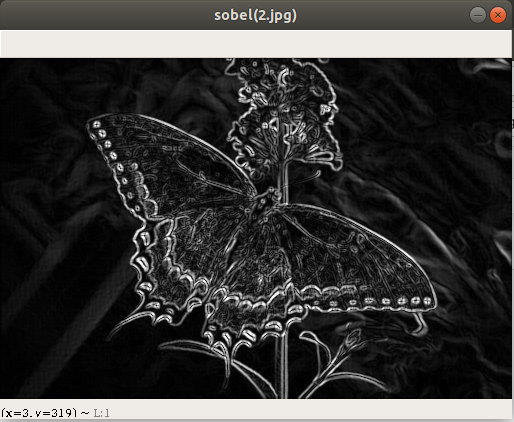 sobel(2.jpg)
(x=3, y=319) ~ L:1